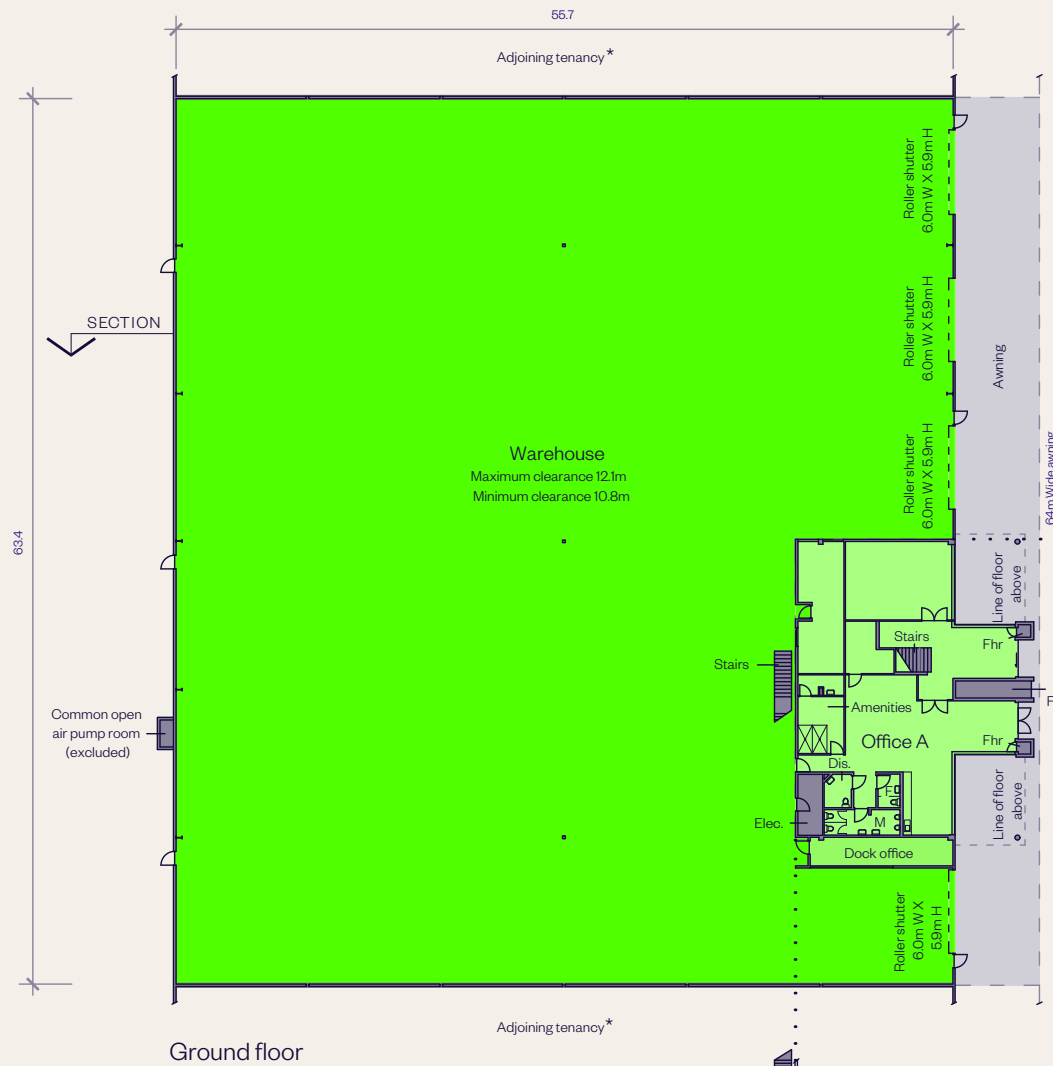 55.7
Adjoining tenancy*
Roller shutter
6.0m W X 5.9m H
SECTION
Roller shutter
6.0m W X 5.9m H
Awning
Warehouse
Maximum clearance 12.1m
Minimum clearance 10.8m
Roller shutter
6.0m W X 5.9m H
64m Wide awning
63.4
Line of floor
above
Stairs
Fhr
Stairs
Common open
air pump room
(excluded)
Amenities
Office A
Fhr
Dis.
F
Elec.
M
Line of floor
above
Dock office
Roller shutter
6.0m W X
5.9m H
Adjoining tenancy*
Ground floor